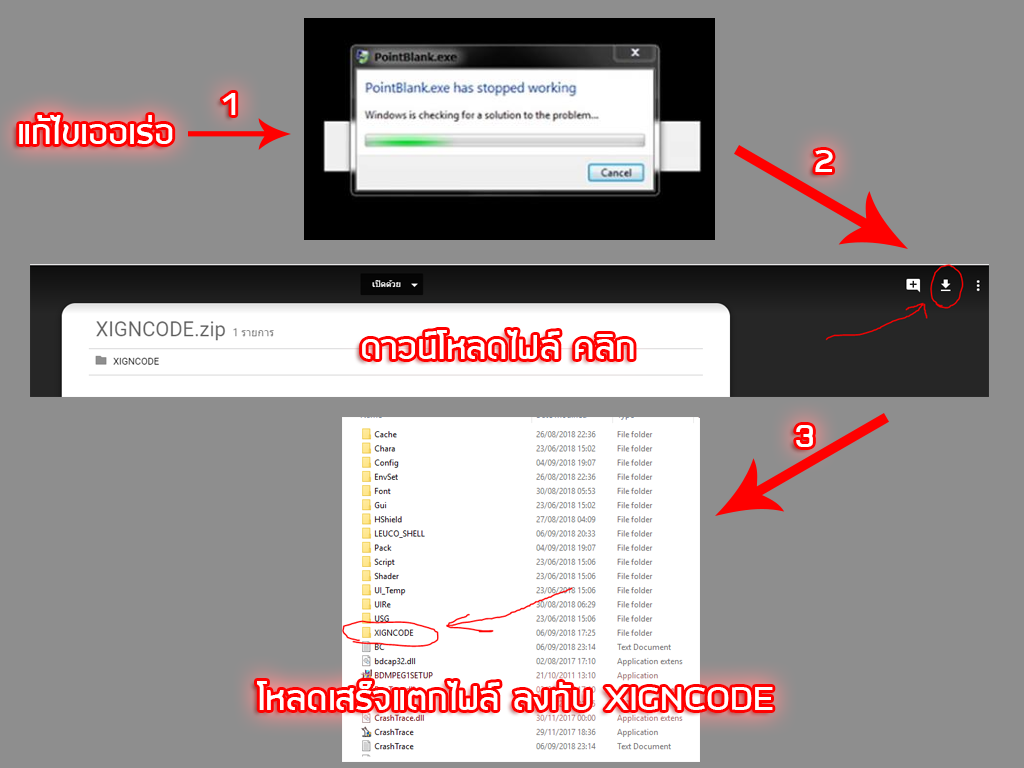 PointBlank.exe
PointBlank.exe has stopped working
Windows is checking for a solution to the problem...
Cancel
1
แก้ไขเออเร่อ
2
เปิดด้วย
XIGNCODE.zip 1 รายการ
XIGNCODE
ดาวน์โหลดไฟล์ คลิก
3
Cache 26/08/2018 22:36 File folder
Chara 23/06/2018 15:02 File folder
Config 04/09/2018 19:07 File folder
EnvSet 26/08/2018 22:36 File folder
Font 30/08/2018 05:53 File folder
Gui 23/06/2018 15:02 File folder
HShield 27/08/2018 04:09 File folder
LEUCO_SHELL 06/09/2018 20:33 File folder
Pack 04/09/2018 19:07 File folder
Script 23/06/2018 15:06 File folder
Shader 23/06/2018 15:06 File folder
UI_Temp 23/06/2018 15:06 File folder
UIRe 30/08/2018 06:29 File folder
USG 23/06/2018 15:06 File folder
XIGNCODE 06/09/2018 17:25 File folder
BC 06/09/2018 23:14 Text Document
bdcap32.dll 02/08/2017 17:10 Application extens
BDMPEG1SETUP 21/10/2011 13:10 Application
โหลดเสร็จแตกไฟล์ ลงทับ XIGNCODE
CrashTrace.dll 30/11/2017 00:00 Application extens
CrashTrace 29/11/2017 18:36 Application
CrashTrace 06/09/2018 23:14 Text Document